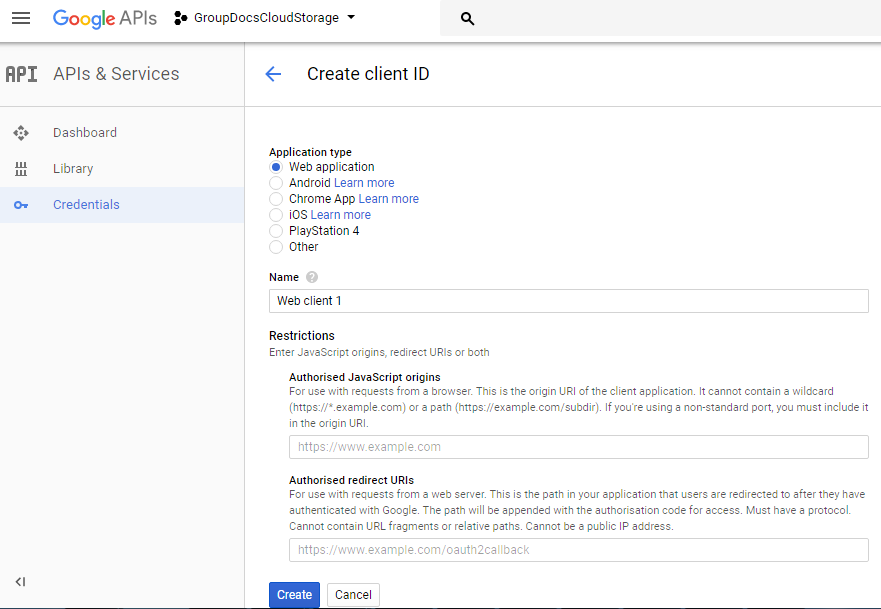 Google APIs GroupDocsCloudStorage
API APIs & Services
Create client ID
Dashboard
Library
Credentials
Application type
Web application
Android Learn more
Chrome App Learn more
iOS Learn more
PlayStation 4
Other
Name ?
Web client 1
Restrictions
Enter JavaScript origins, redirect URIs or both
Authorised JavaScript origins
For use with requests from a browser. This is the origin URI of the client application. It cannot contain a wildcard
(https://*.example.com) or a path (https://example.com/subdir). If you're using a non-standard port, you must include it
in the origin URI.
https://www.example.com
Authorised redirect URIs
For use with requests from a web server. This is the path in your application that users are redirected to after they have
authenticated with Google. The path will be appended with the authorisation code for access. Must have a protocol.
Cannot contain URL fragments or relative paths. Cannot be a public IP address.
https://www.example.com/oauth2callback
Create Cancel